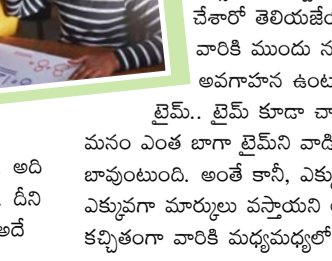 చేశారో తెలియజేయ
వారికి ముందు న
అవగాహన ఉంట
టైమ్.. టైమ్ కూడా చా
మనం ఎంత బాగా టైమ్‌ని వాడి
బావుంటుంది. అంతే కానీ, ఎక్కు
ఎక్కువగా మార్కులు వస్తాయని
కచ్చితంగా వారికి మధ్యమధ్యలో
అది
దీని
అదే